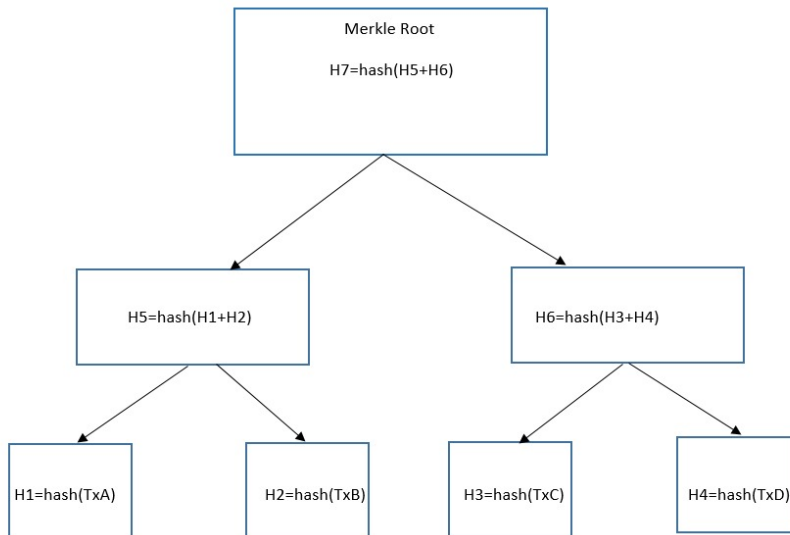 Merkle Root
H7=hash(H5+H6)
H5=hash(H1+H2)
H6=hash(H3+H4)
H1=hash(TxA)
H2=hash(TxB)
H3=hash(TxC)
H4=hash(TxD)